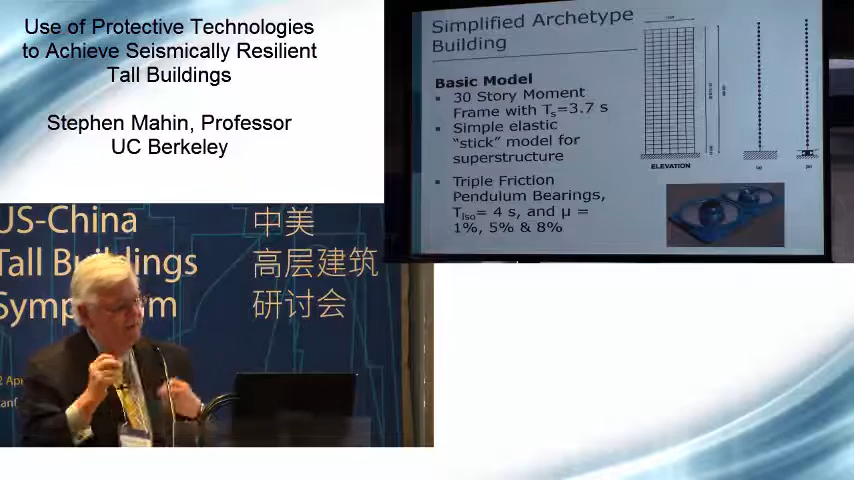 Use of Protective Technologies
to Achieve Seismically Resilient
Tall Buildings
Stephen Mahin, Professor
UC Berkeley
Simplified Archetype
Building
Basic Model
▪ 30 Story Moment
Frame with Ts=3.7 s
▪ Simple elastic
“stick” model for
superstructure
▪ Triple Friction
Pendulum Bearings,
TIso= 4 s, and μ =
1%, 5% & 8%
ELEVATION
US-China
Tall Buildings
Symposium
中美
高层建筑
研讨会